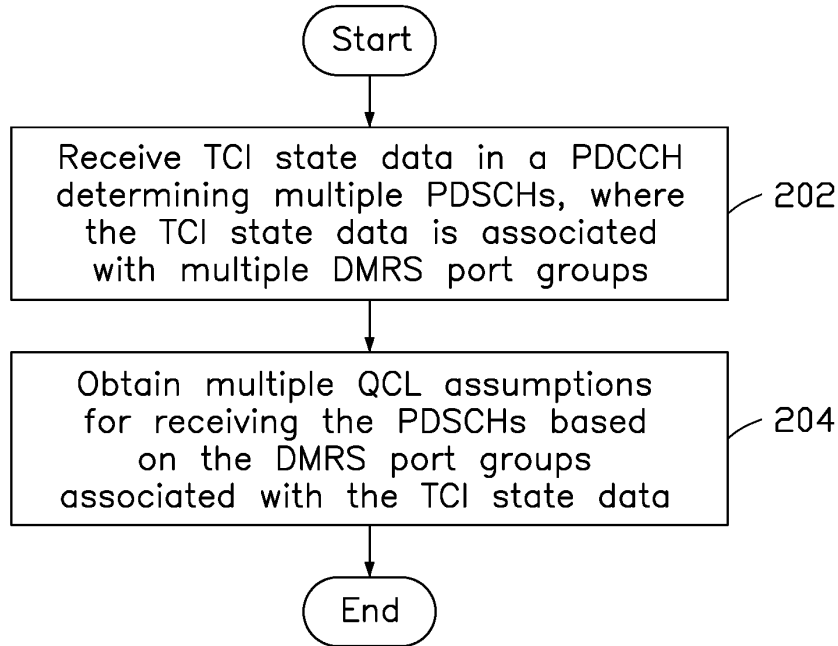 Start
Receive TCI state data in a PDCCH
determining multiple PDSCHs, where
the TCI state data is associated
with multiple DMRS port groups
202
Obtain multiple QCL assumptions
for receiving the PDSCHs based
on the DMRS port groups
associated with the TCI state data
204
End